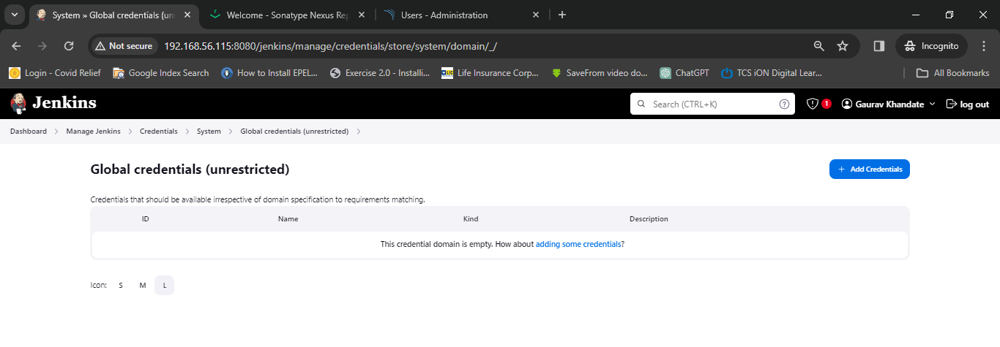 System » Global credentials (un
Welcome - Sonatype Nexus Rep
Users - Administration
Not secure 192.168.56.115:8080/jenkins/manage/credentials/store/system/domain/_/ Incognito
Login - Covid Relief Google Index Search How to Install EPEL... Exercise 2.0 - Installi... Life Insurance Corp... SaveFrom video do... ChatGPT TCS iON Digital Lear... All Bookmarks
Jenkins Search (CTRL+K) ? 1 Gaurav Khandate log out
Dashboard Manage Jenkins Credentials System Global credentials (unrestricted)
Global credentials (unrestricted) + Add Credentials
Credentials that should be available irrespective of domain specification to requirements matching.
ID Name Kind Description
This credential domain is empty. How about adding some credentials?
Icon: S M L